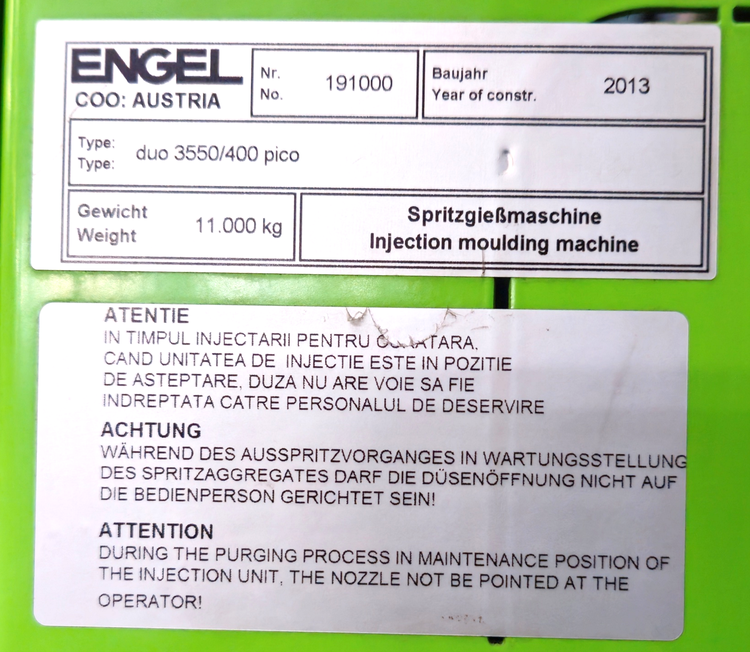 ENGEL
COO: AUSTRIA
Nr.
No.
191000
Baujahr
Year of constr.
2013
Type:
Type:
duo 3550/400 pico
Gewicht
Weight
11.000 kg
Spritzgießmaschine
Injection moulding machine
ATENTIE
IN TIMPUL INJECTARII PENTRU
CAND UNITATEA DE INJECTIE ESTE IN POZITIE
DE ASTEPTARE, DUZA NU ARE VOIE SA FIE
INDREPTATA CATRE PERSONALUL DE DESERVIRE
ACHTUNG
WÄHREND DES AUSSPRITZVORGANGES IN WARTUNGSSTELLUNG
DES SPRITZAGGREGATES DARF DIE DÜSENÖFFNUNG NICHT AUF
DIE BEDIENPERSON GERICHTET SEIN!
ATTENTION
DURING THE PURGING PROCESS IN MAINTENANCE POSITION OF
THE INJECTION UNIT, THE NOZZLE NOT BE POINTED AT THE
OPERATOR!